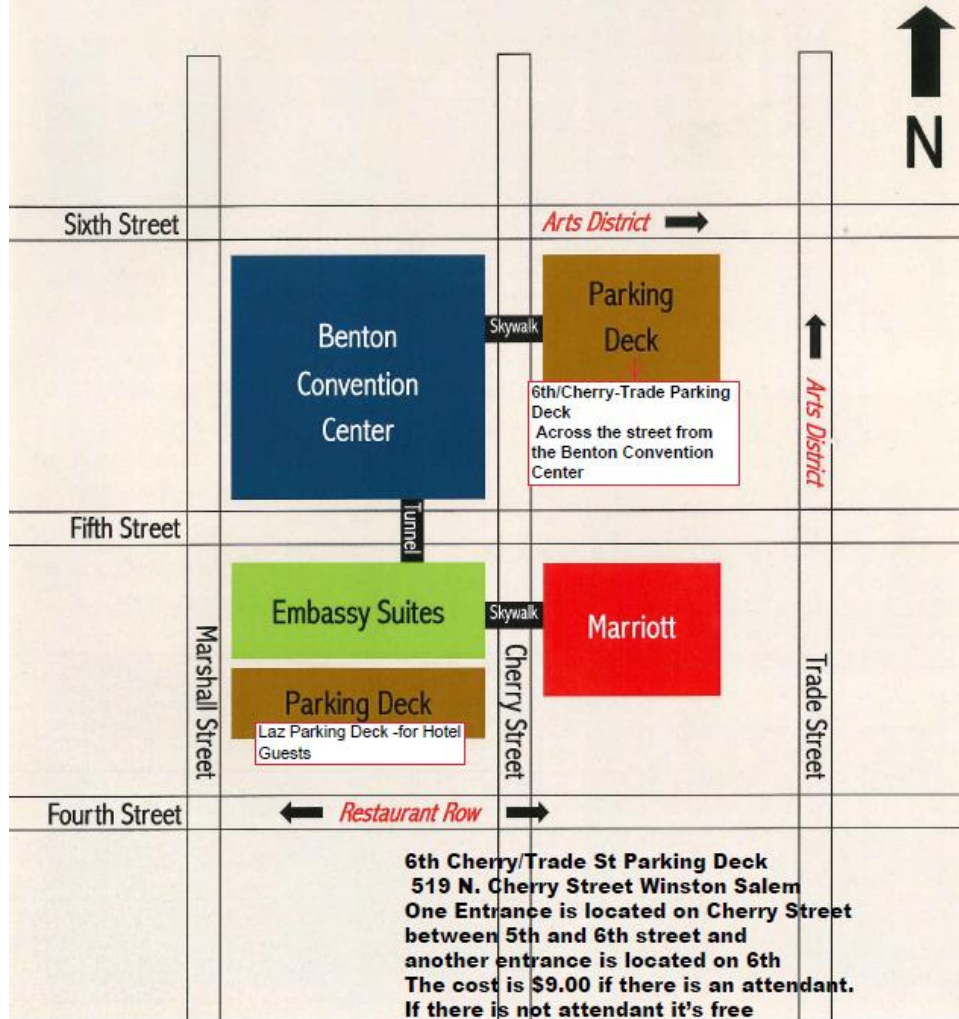 N
Sixth Street
Arts District
Benton
Convention
Center
Skywalk
Parking
Deck
6th/Cherry-Trade Parking
Deck
Across the street from
the Benton Convention
Center
Arts District
Fifth Street
Tunnel
Embassy Suites
Skywalk
Marriott
Marshall Street
Cherry Street
Trade Street
Parking Deck
Laz Parking Deck -for Hotel
Guests
Fourth Street
Restaurant Row
6th Cherry/Trade St Parking Deck
519 N. Cherry Street Winston Salem
One Entrance is located on Cherry Street
between 5th and 6th street and
another entrance is located on 6th
The cost is $9.00 if there is an attendant.
If there is not attendant it's free